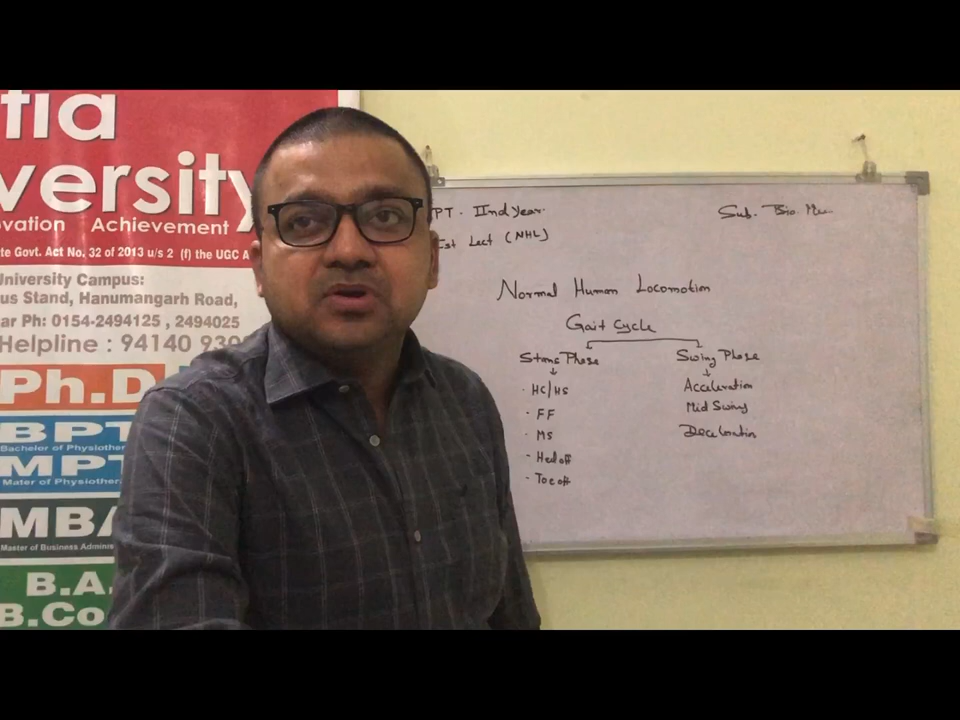 tia
versity
ovation Achievement
te Govt. Act No. 32 of 2013 u/s 2 (f) the UGC A
University Campus:
us Stand, Hanumangarh Road,
ar Ph: 0154-2494125 , 2494025
Helpline : 94140 930
Ph.D
BPT
Bachelor of Physiother
MPT
Mater of Physiother
MBA
Master of Business Adminis
B.A.
B.Co
PT. IInd year.
Ist Lect (NHL)
Sub. Bio Me
Normal Human Locomotion
Gait Cycle
Stanc Phase
Swing Phase
· HC/HS
· FF
· MS
· Heel off
· Toe off
Acceleration
Mid Swing